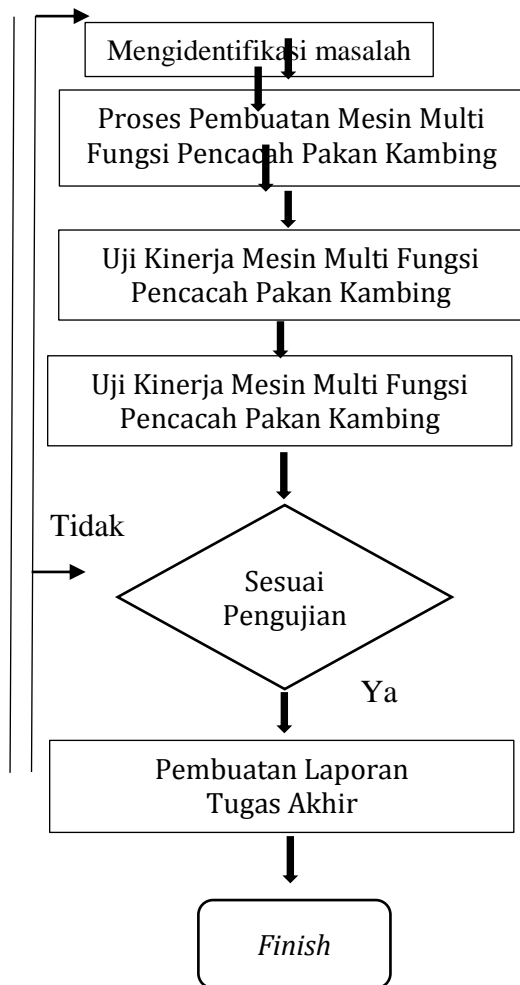 Mengidentifikasi masalah
Proses Pembuatan Mesin Multi
Fungsi Pencacah Pakan Kambing
Uji Kinerja Mesin Multi Fungsi
Pencacah Pakan Kambing
Uji Kinerja Mesin Multi Fungsi
Pencacah Pakan Kambing
Tidak
Sesuai
Pengujian
Ya
Pembuatan Laporan
Tugas Akhir
Finish